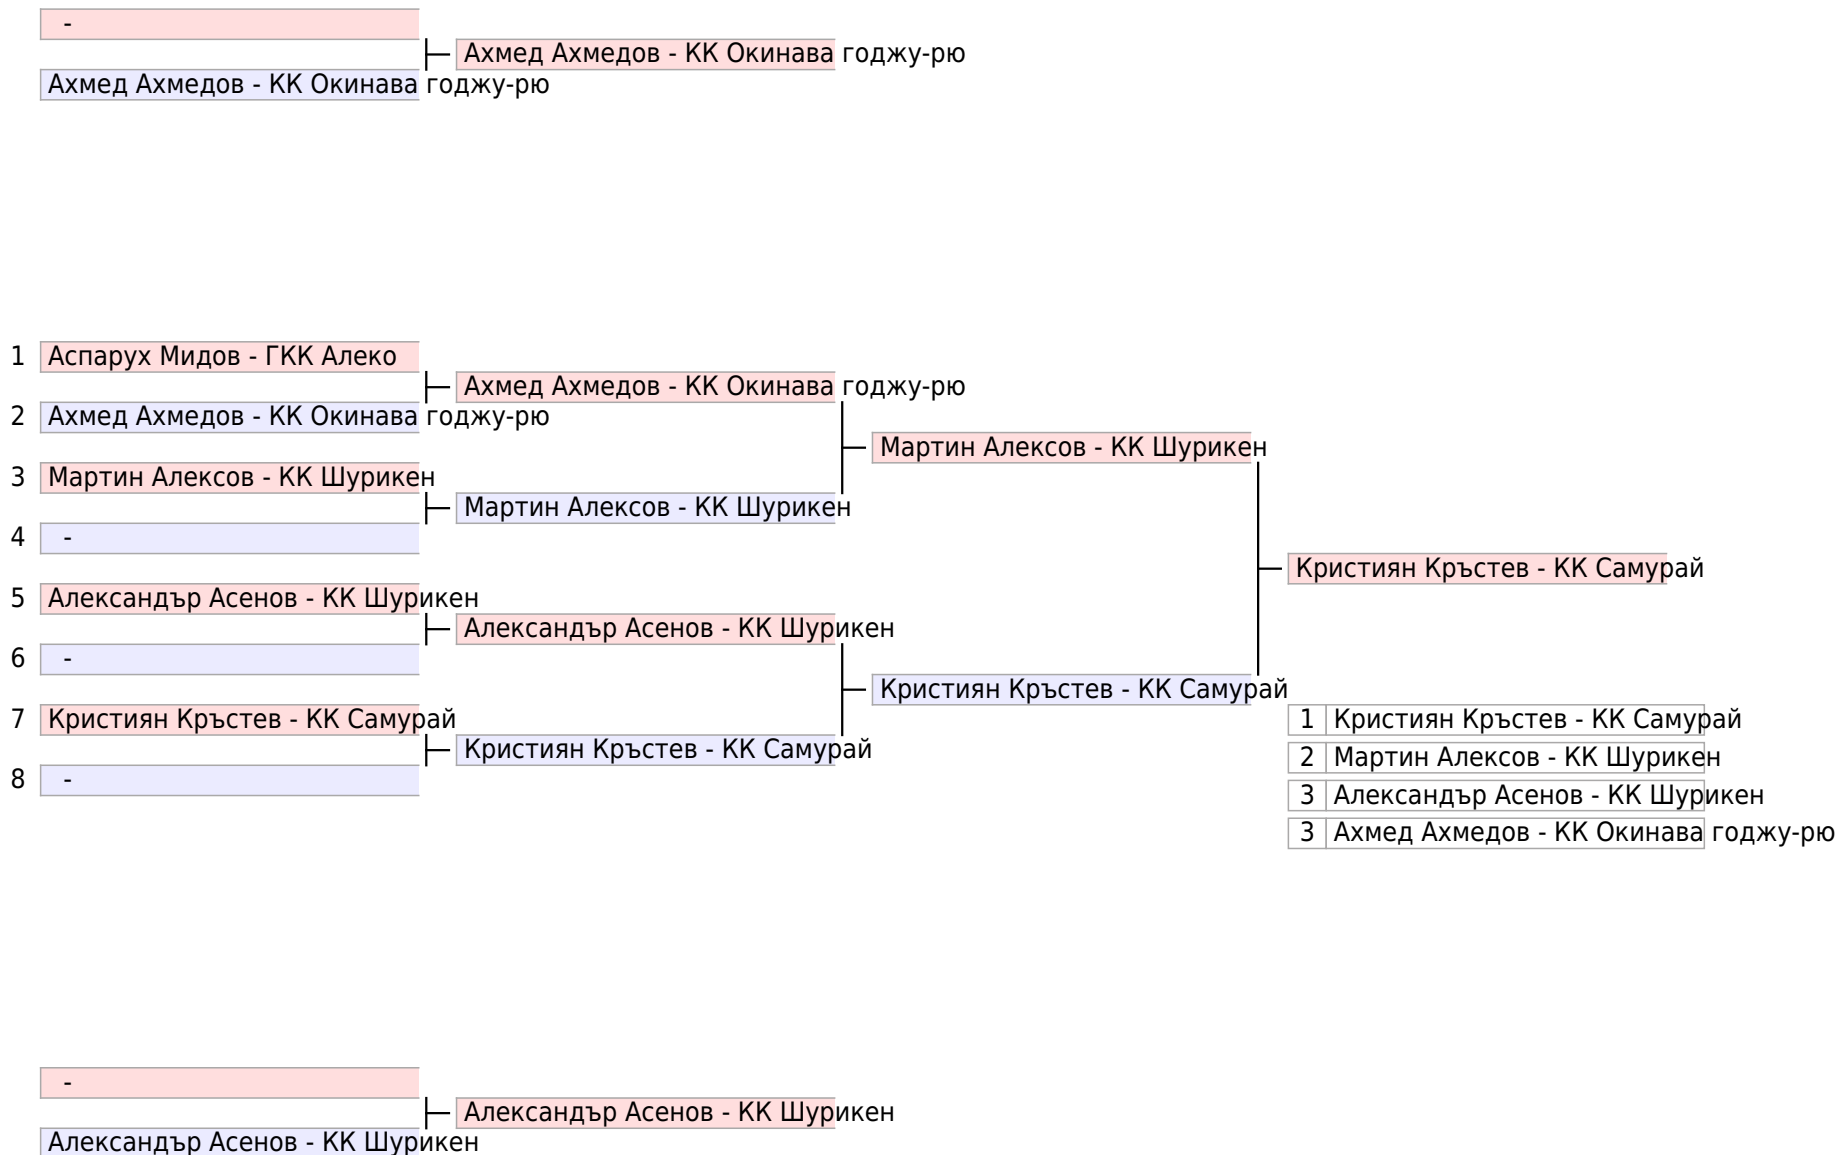 -
Ахмед Ахмедов - КК Окинава годжу-рю
Ахмед Ахмедов - КК Окинава годжу-рю
1 Аспарух Мидов - ГКК Алеко
Ахмед Ахмедов - КК Окинава годжу-рю
2 Ахмед Ахмедов - КК Окинава годжу-рю
Мартин Алексов - КК Шурикен
3 Мартин Алексов - КК Шурикен
Мартин Алексов - КК Шурикен
4 -
Кристиян Кръстев - КК Самурай
5 Александър Асенов - КК Шурикен
Александър Асенов - КК Шурикен
6 -
Кристиян Кръстев - КК Самурай
7 Кристиян Кръстев - КК Самурай
1 Кристиян Кръстев - КК Самурай
Кристиян Кръстев - КК Самурай
2 Мартин Алексов - КК Шурикен
8 -
3 Александър Асенов - КК Шурикен
3 Ахмед Ахмедов - КК Окинава годжу-рю
-
Александър Асенов - КК Шурикен
Александър Асенов - КК Шурикен